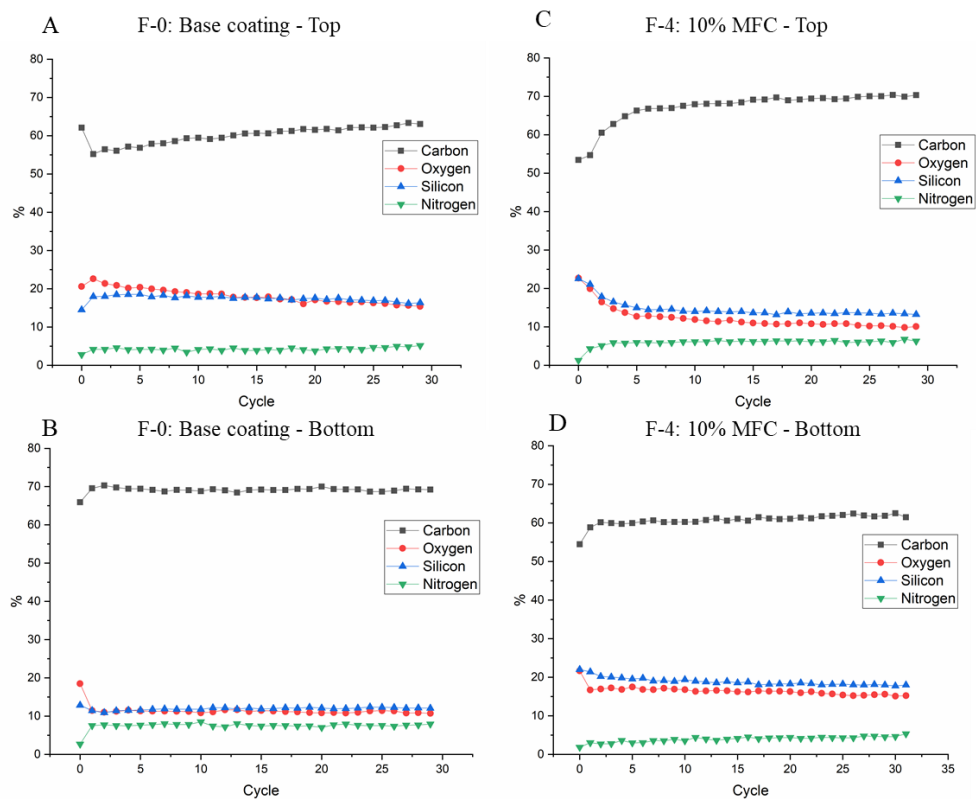 A
F-0: Base coating - Top
80
70
60
50
40
30
20
10
0
%
0 5 10 15 20 25 30
Cycle
Carbon
Oxygen
Silicon
Nitrogen
C
F-4: 10% MFC - Top
80
70
60
50
40
30
20
10
0
%
0 5 10 15 20 25 30
Cycle
Carbon
Oxygen
Silicon
Nitrogen
B
F-0: Base coating - Bottom
80
70
60
50
40
30
20
10
0
%
0 5 10 15 20 25 30
Cycle
Carbon
Oxygen
Silicon
Nitrogen
D
F-4: 10% MFC - Bottom
80
70
60
50
40
30
20
10
0
%
0 5 10 15 20 25 30 35
Cycle
Carbon
Oxygen
Silicon
Nitrogen